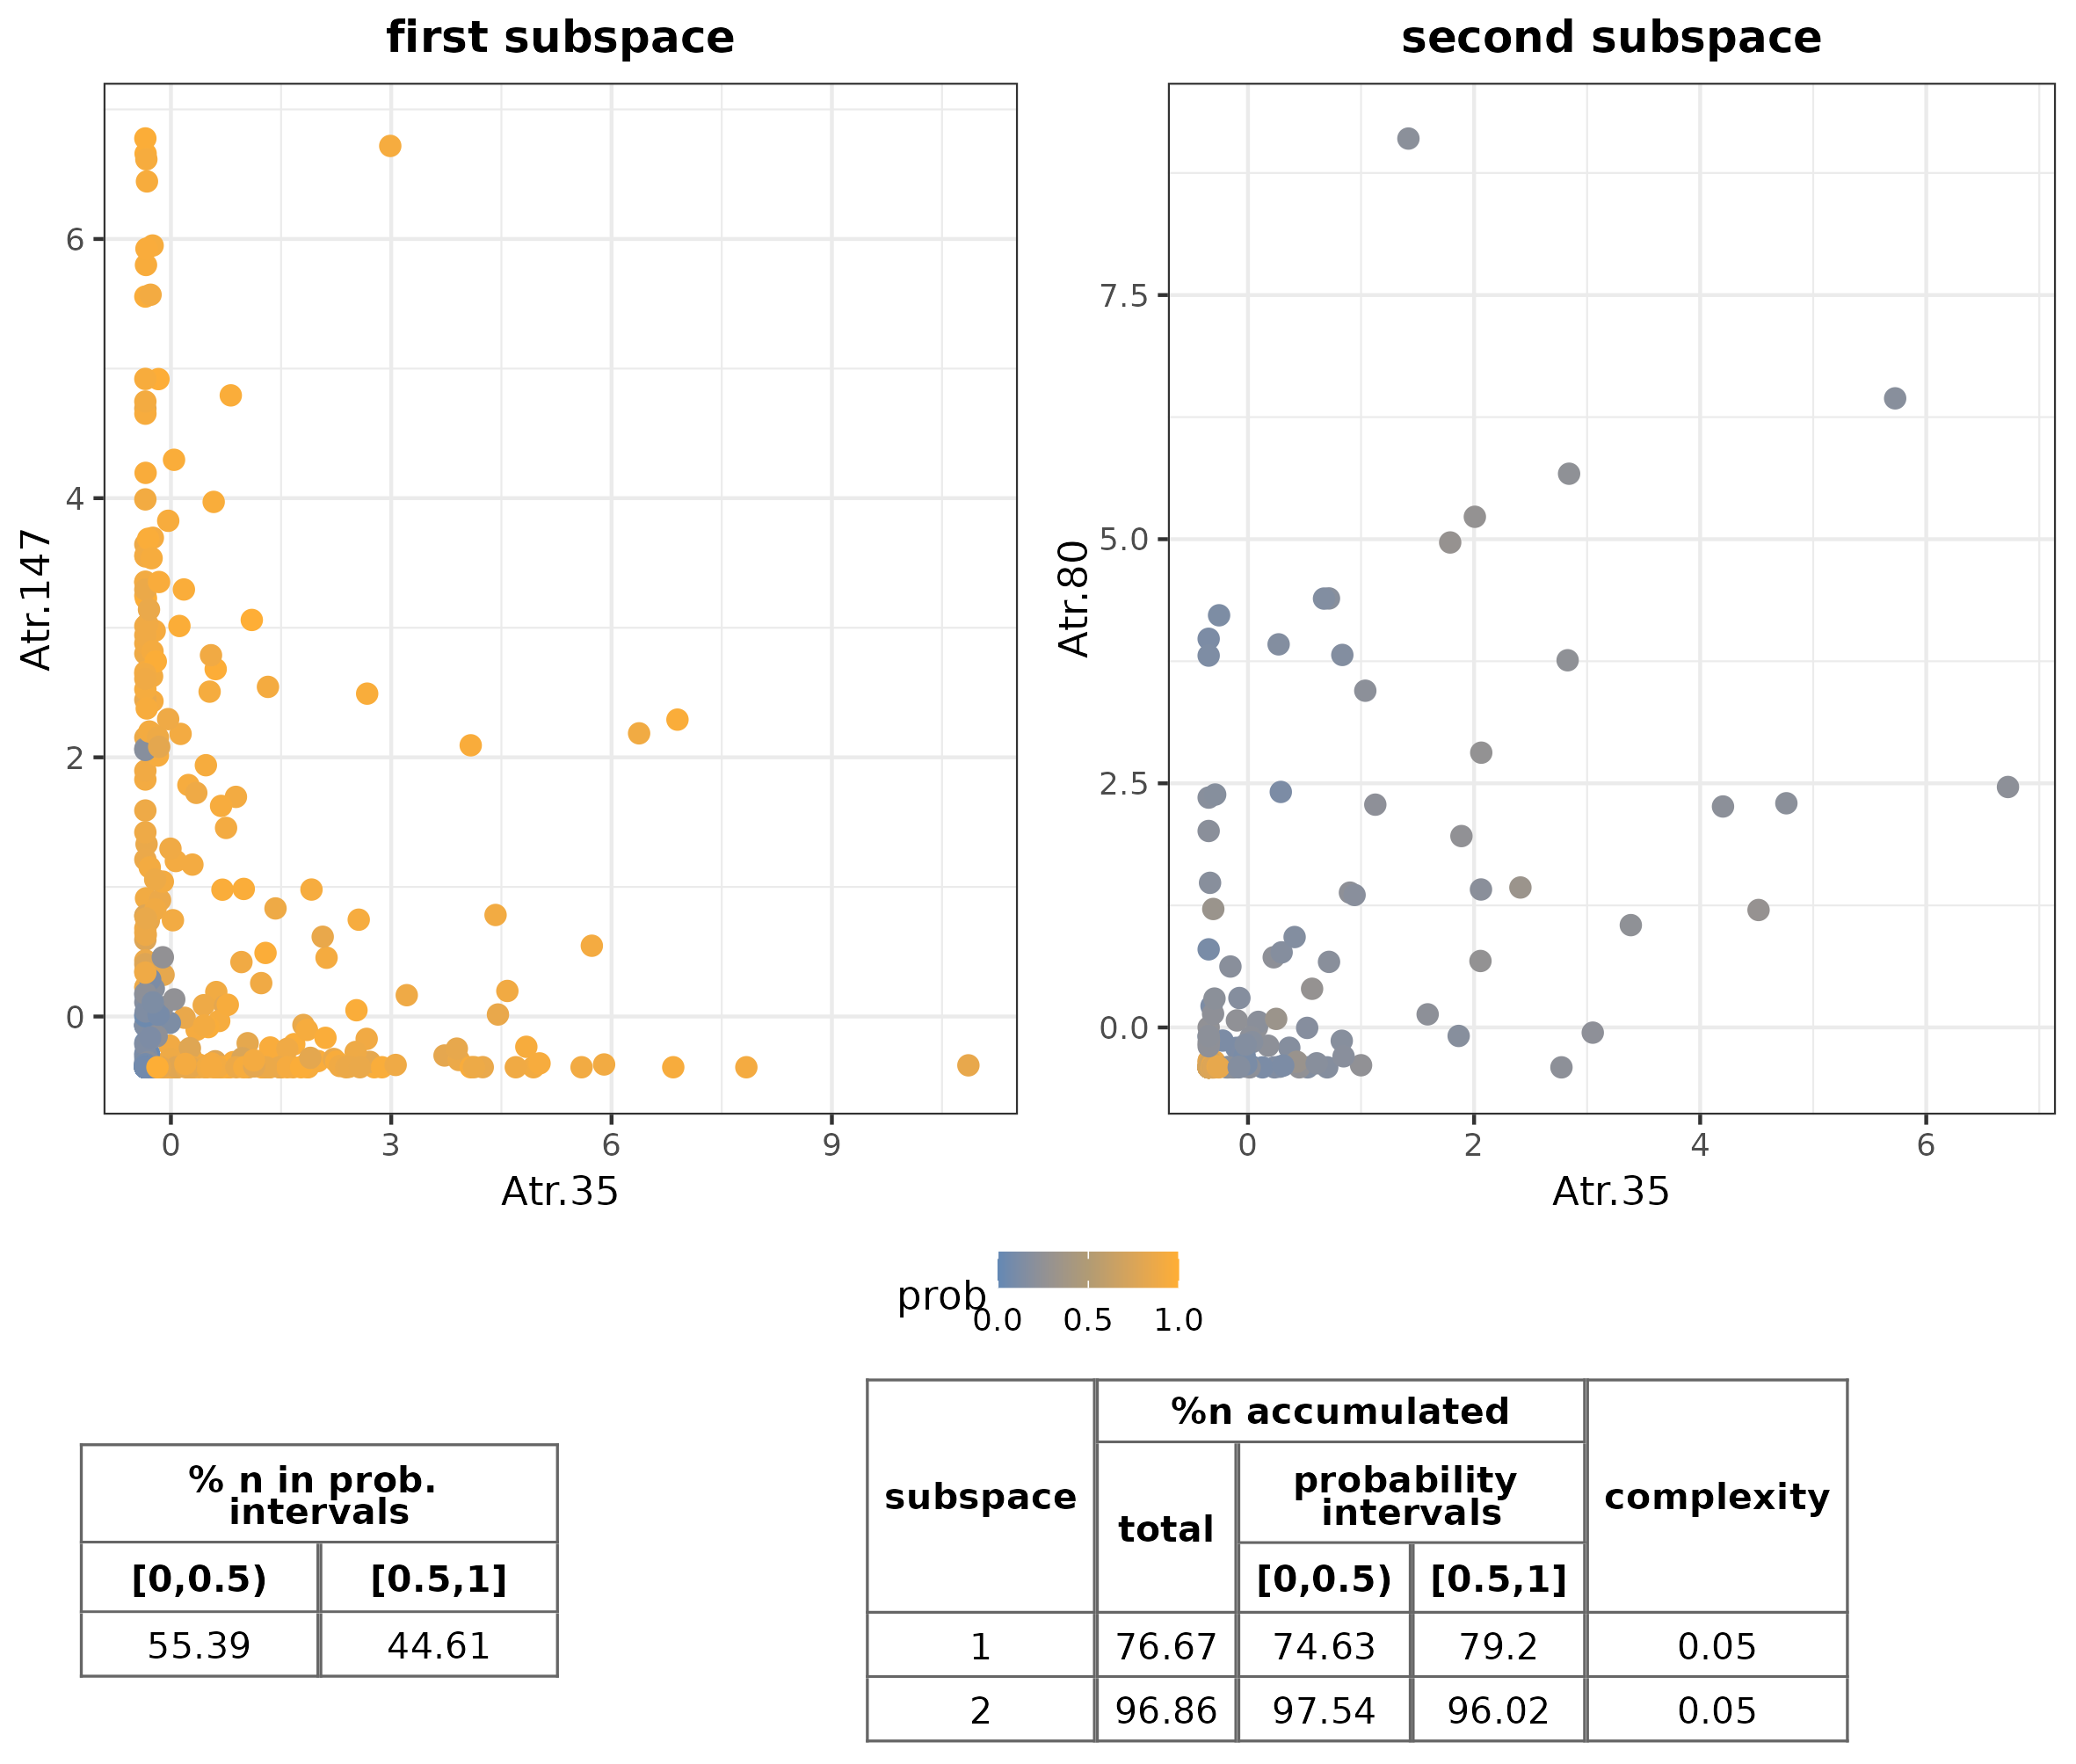 first subspace
second subspace
Atr.147
6
4
2
0
0 3 6 9
Atr.35
Atr.80
7.5
5.0
2.5
0.0
0 2 4 6
Atr.35
prob
0.0 0.5 1.0
% n in prob.
intervals
[0,0.5) [0.5,1]
55.39 44.61
%n accumulated
subspace
total
probability
intervals
complexity
[0,0.5) [0.5,1]
1 76.67 74.63 79.2 0.05
2 96.86 97.54 96.02 0.05